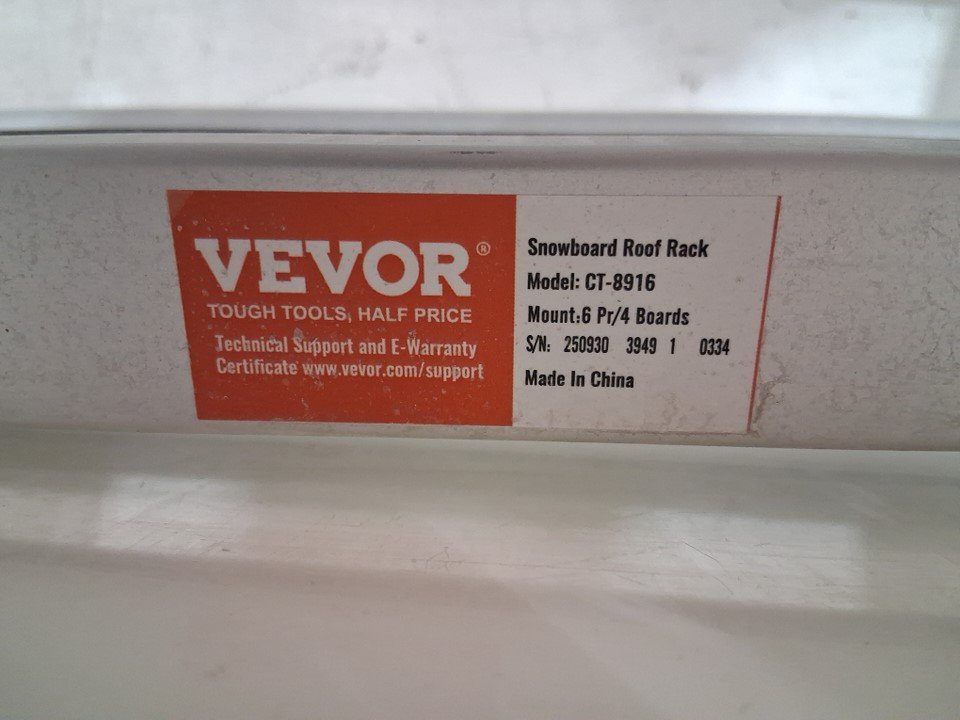 VEVOR®
TOUGH TOOLS, HALF PRICE
Technical Support and E-Warranty
Certificate www.vevor.com/support
Snowboard Roof Rack
Model: CT-8916
Mount:6 Pr/4 Boards
S/N: 250930 3949 1 0334
Made In China